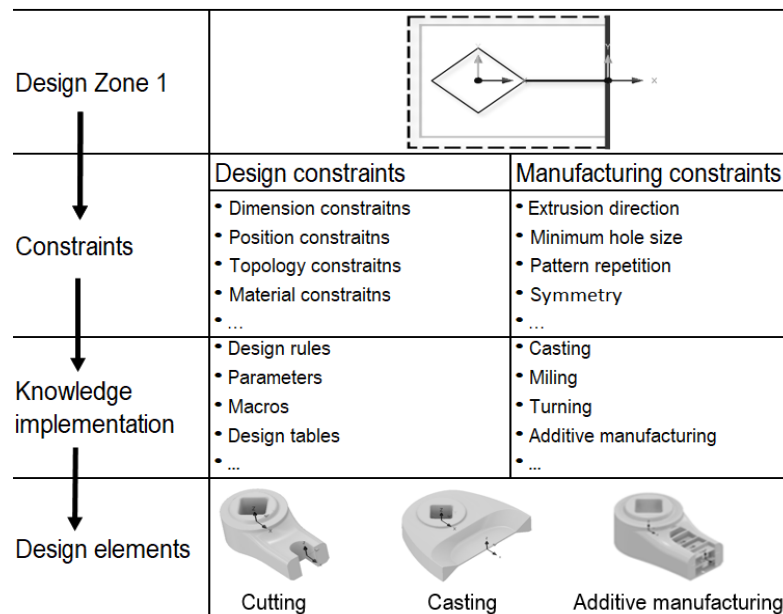 Design Zone 1
Y
x
Design constraints
Manufacturing constraints
Constraints
• Dimension constraitns
• Position constraitns
• Topology constraitns
• Material constraitns
• ...
• Extrusion direction
• Minimum hole size
• Pattern repetition
• Symmetry
• ...
Knowledge
implementation
• Design rules
• Parameters
• Macros
• Design tables
• ...
• Casting
• Miling
• Turning
• Additive manufacturing
• ...
Design elements
Cutting
Casting
Additive manufacturing